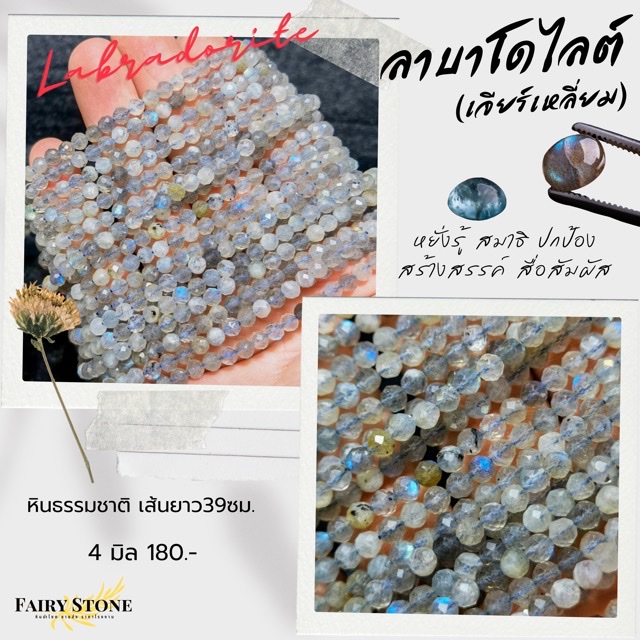 Labradorite
ลาบาโดไลต์
(เจียร์เหลี่ยม)
หยั่งรู้ สมาธิ ปกป้อง
สร้างสรรค์ สื่อสัมผัส
หินธรรมชาติ เส้นยาว39ซม.
4 มิล 180.-
FAIRY STONE